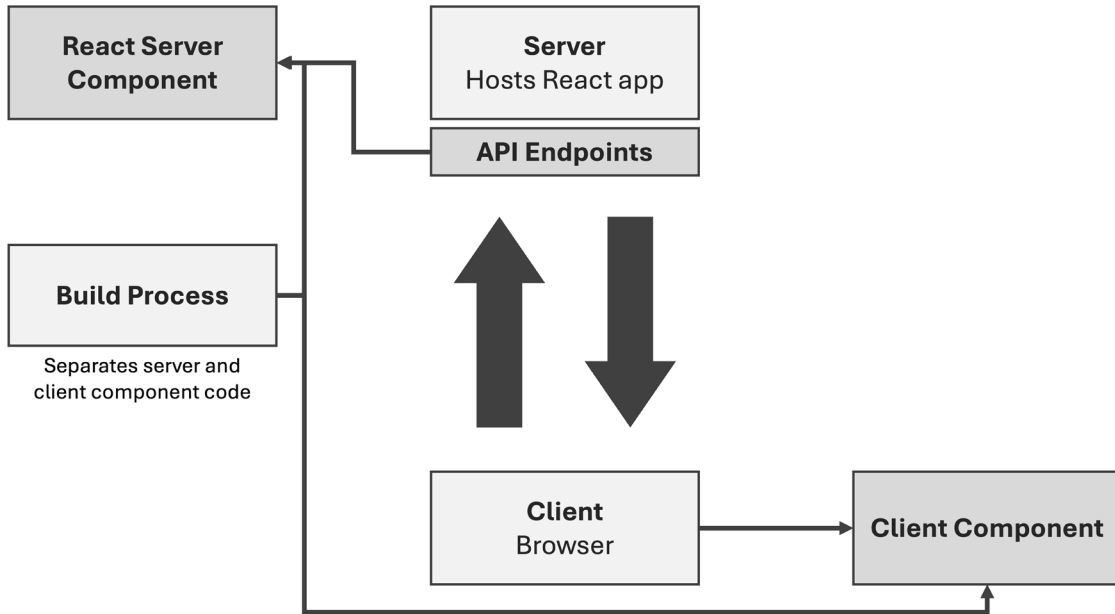 React Server
Component
Server
Hosts React app
API Endpoints
Build Process
Separates server and
client component code
Client
Browser
Client Component